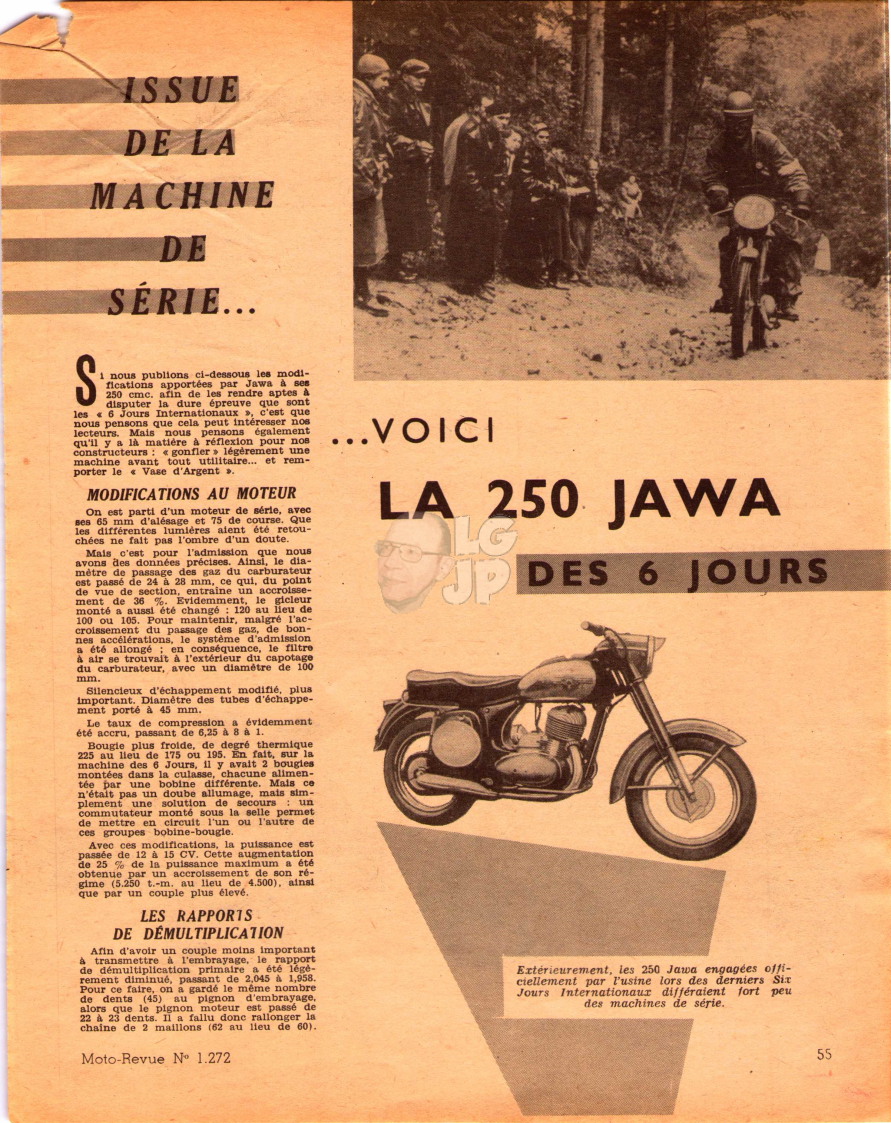 ISSUE
DE LA
MACHINE
DE
SÉRIE...
Si nous publions ci-dessous les modi-
fications apportées par Jawa à ses
250 cmc. afin de les rendre aptes à
disputer la dure épreuve que sont
les « 6 Jours Internationaux », c'est que
nous pensons que cela peut intéresser nos
lecteurs. Mais nous pensons également
qu'il y a là matière à réflexion pour nos
constructeurs : « gonfler » légèrement une
machine avant tout utilitaire... et rem-
porter le « Vase d'Argent ».
MODIFICATIONS AU MOTEUR
On est parti d'un moteur de série, avec
ses 65 mm d'alésage et 75 de course. Que
les différentes lumières aient été retou-
chées ne fait pas l'ombre d'un doute.
Mais c'est pour l'admission que nous
avons des données précises. Ainsi, le dia-
mètre de passage des gaz du carburateur
est passé de 24 à 28 mm, ce qui, du point
de vue de section, entraîne un accroisse-
ment de 36 %. Evidemment, le gicleur
monté a aussi été changé : 120 au lieu de
100 ou 105. Pour maintenir, malgré l'ac-
croissement du passage des gaz, de bon-
nes accélérations, le système d'admission
a été allongé ; en conséquence, le filtre
à air se trouvait à l'extérieur du capotage
du carburateur, avec un diamètre de 100
mm.
Silencieux d'échappement modifié, plus
important. Diamètre des tubes d'échappe-
ment porté à 45 mm.
Le taux de compression a évidemment
été accru, passant de 6,25 à 8 à 1.
Bougie plus froide, de degré thermique
225 au lieu de 175 ou 195. En fait, sur la
machine des 6 Jours, il y avait 2 bougies
montées dans la culasse, chacune alimen-
tée par une bobine différente. Mais ce
n'était pas un doube allumage, mais sim-
plement une solution de secours : un
commutateur monté sous la selle permet
de mettre en circuit l'un ou l'autre de
ces groupes bobine-bougie.
Avec ces modifications, la puissance est
passée de 12 à 15 CV. Cette augmentation
de 25 % de la puissance maximum a été
obtenue par un accroissement de son ré-
gime (5.250 t.-m. au lieu de 4.500), ainsi
que par un couple plus élevé.
LES RAPPORTS
DE DÉMULTIPLICATION
Afin d'avoir un couple moins important
à transmettre à l'embrayage, le rapport
de démultiplication primaire a été légè-
rement diminué, passant de 2,045 à 1,958.
Pour ce faire, on a gardé le même nombre
de dents (45) au pignon d'embrayage,
alors que le pignon moteur est passé de
22 à 23 dents. Il a fallu donc rallonger la
chaîne de 2 maillons (62 au lieu de 60).
...VOICI
LA 250 JAWA
DES 6 JOURS
LG
JP
Extérieurement, les 250 Jawa engagées offi-
ciellement par l'usine lors des derniers Six
Jours Internationaux différaient fort peu
des machines de série.
Moto-Revue Nº 1.272
55